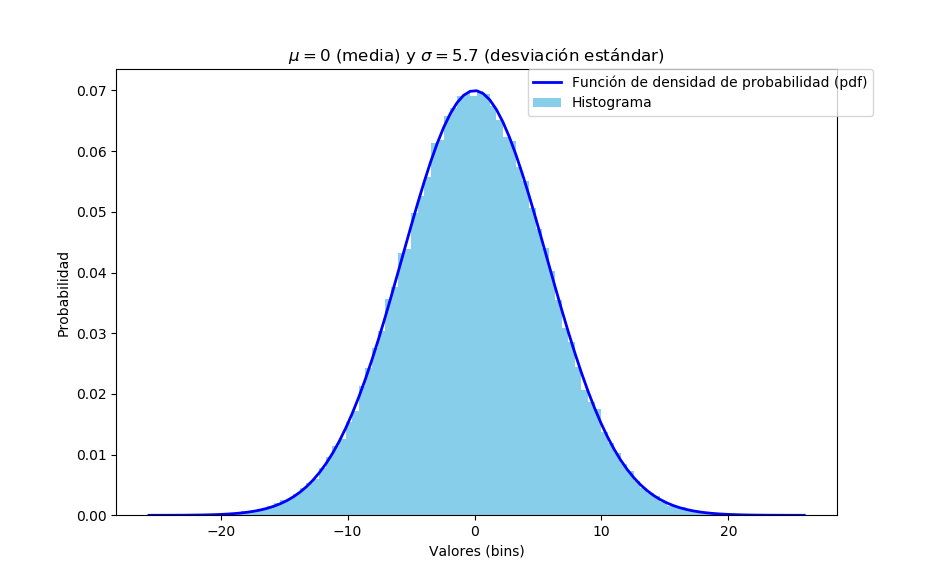 μ = 0 (media) y σ = 5.7 (desviación estándar)
Función de densidad de probabilidad (pdf)
Histograma
0.07
0.06
0.05
0.04
0.03
0.02
0.01
0.00
Probabilidad
−20 −10 0 10 20
Valores (bins)